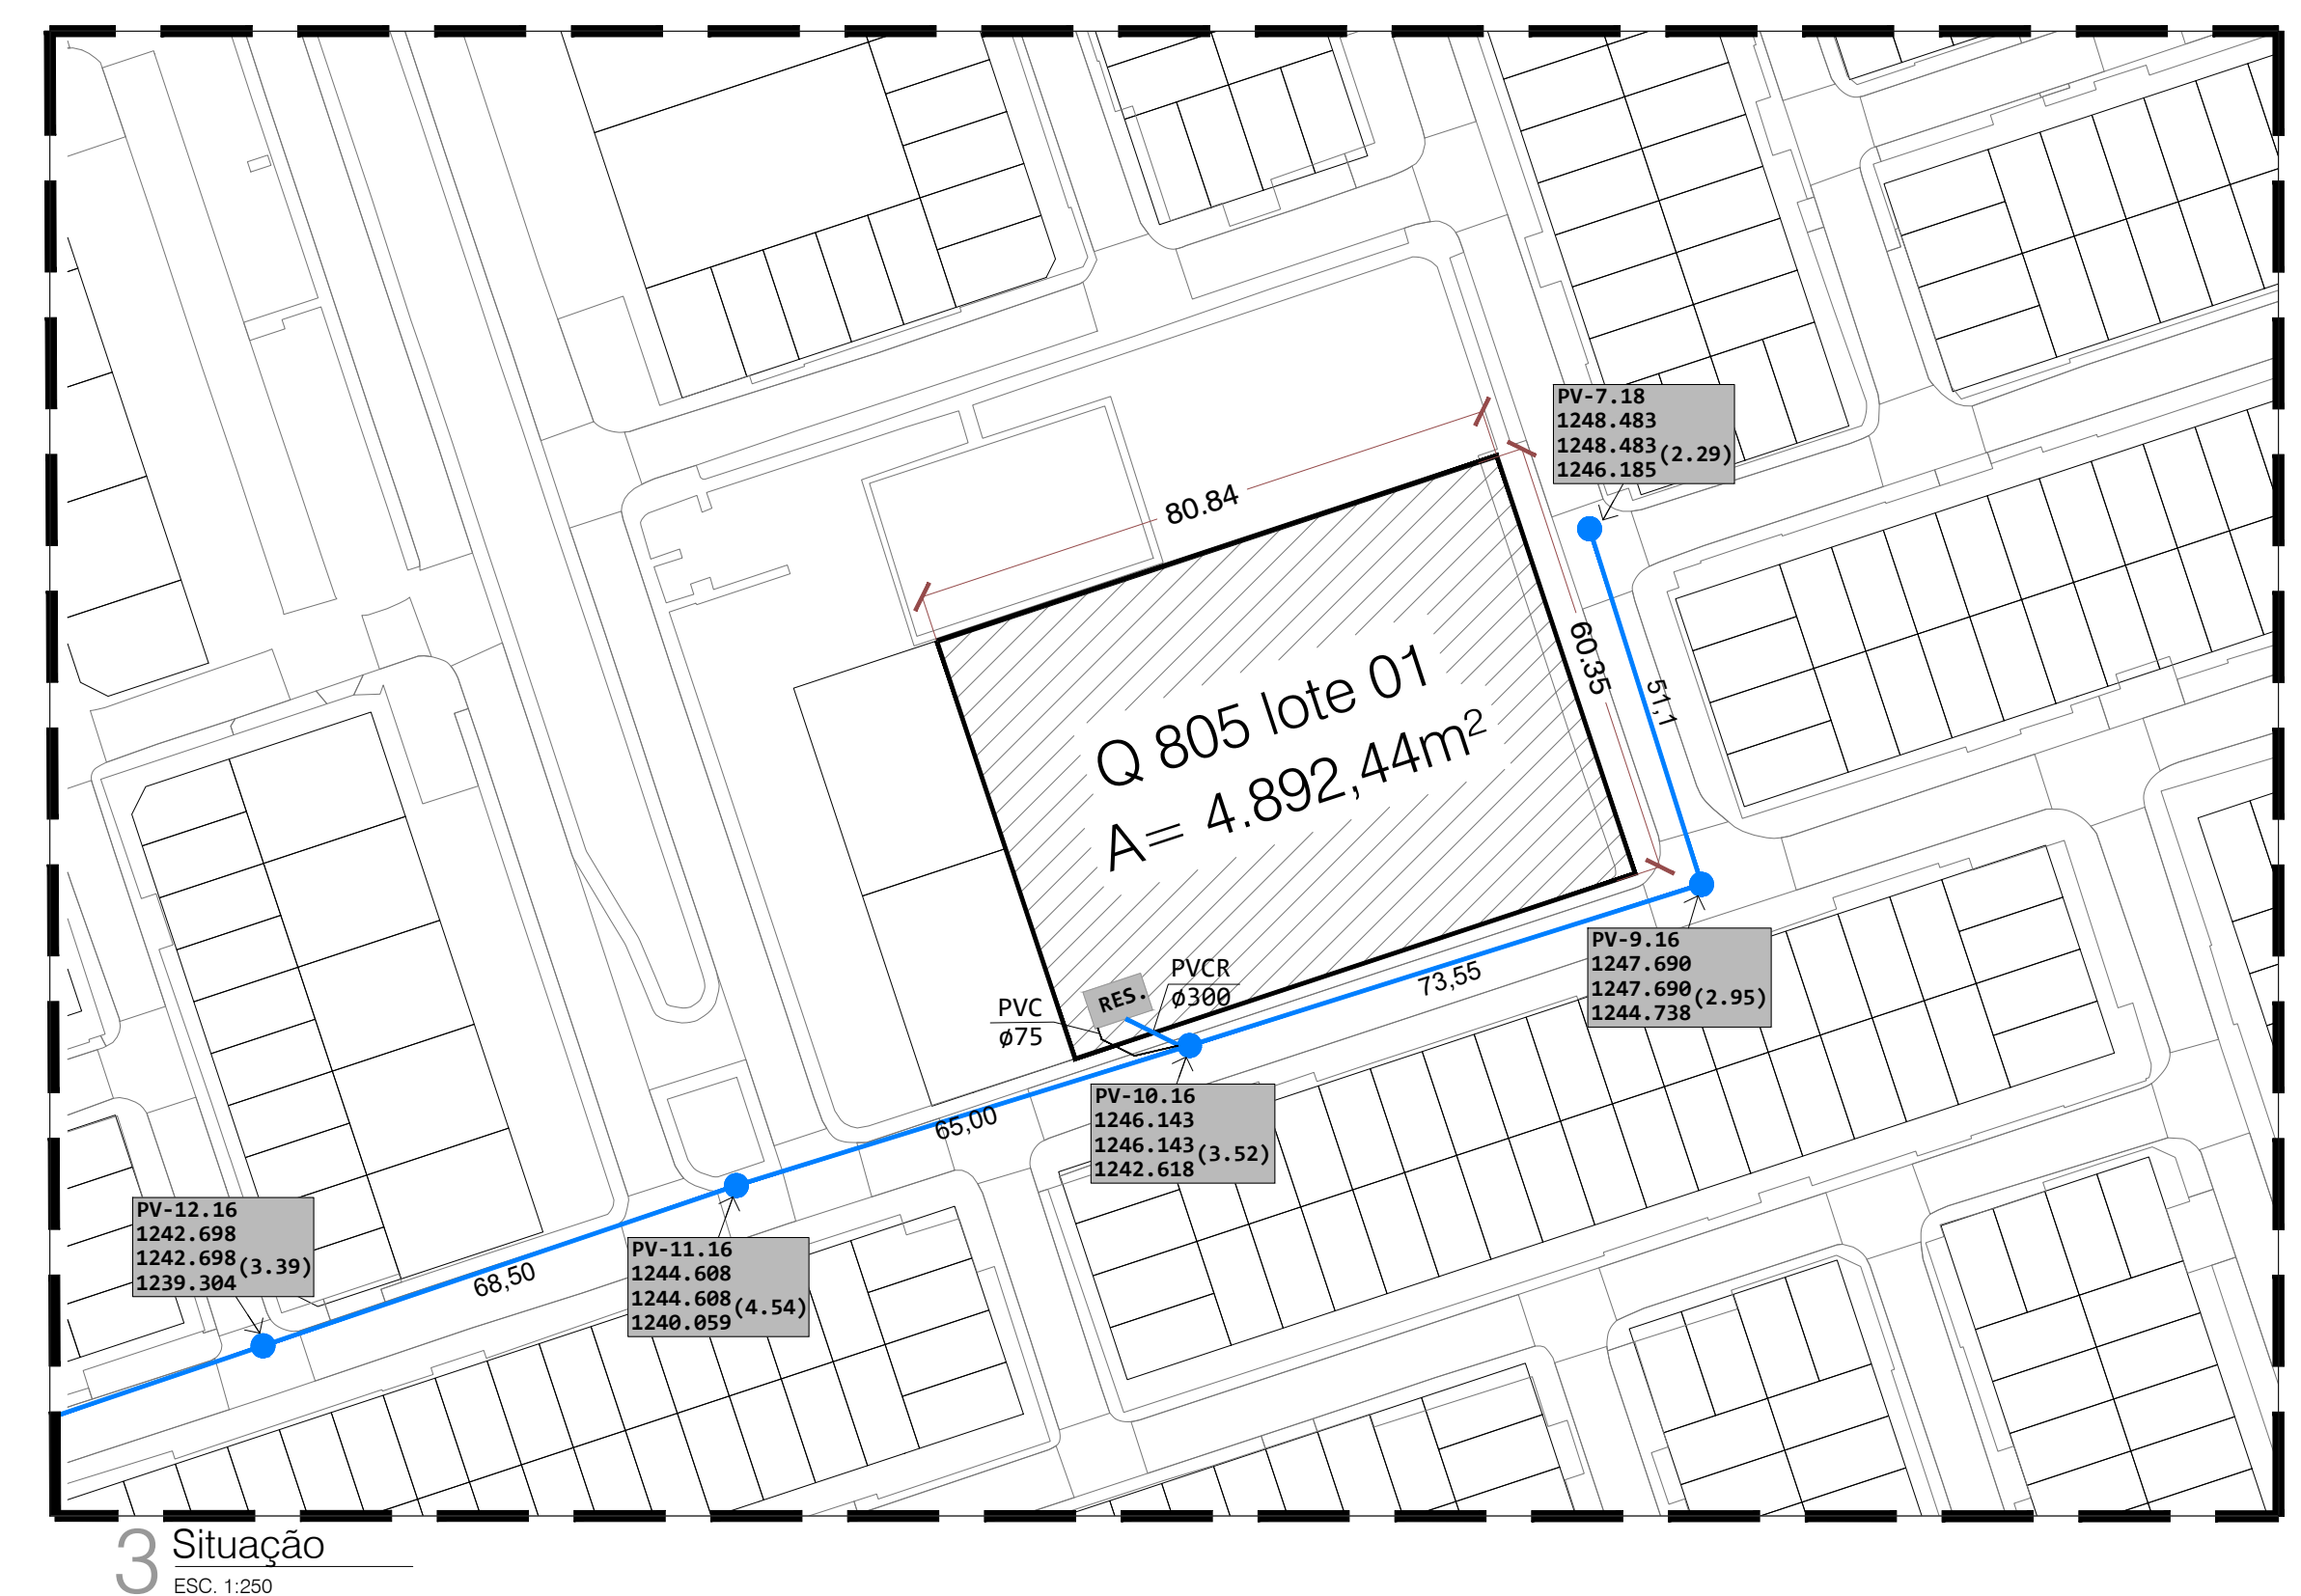 PV-7.18
1248.483
1248.483
(2.29)
1246.185
80.84
60.35
51,1
Q 805 lote 01
A= 4.892,44m²
PV-9.16
1247.690
1247.690
(2.95)
1244.738
73,55
PVCR
ø300
RES.
PVC
ø75
PV-10.16
1246.143
1246.143
(3.52)
1242.618
65,00
PV-11.16
1244.608
1244.608
(4.54)
1240.059
68,50
PV-12.16
1242.698
1242.698
(3.39)
1239.304
3 Situação
ESC. 1:250